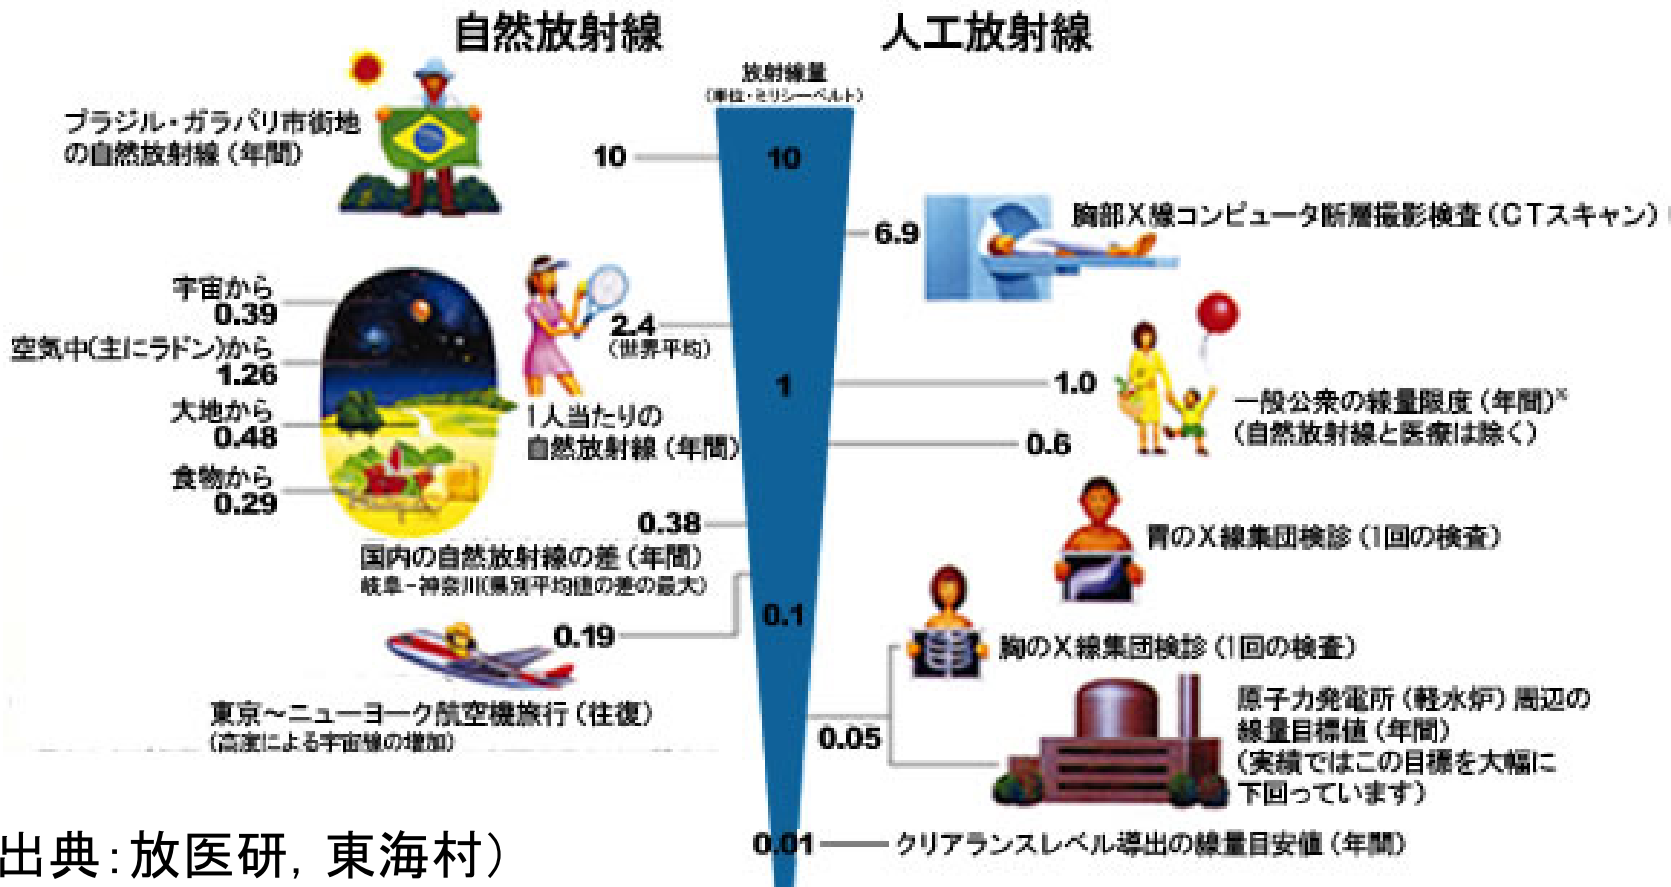 自然放射線
人工放射線
放射線量
(単位・ミリシーベルト)
ブラジル・ガラパリ市街地
の自然放射線(年間)
10
10
6.9
胸部X線コンピュータ断層撮影検査(CTスキャン)
宇宙から
0.39
空気中(主にラドン)から
1.26
大地から
0.48
食物から
0.29
2.4
(世界平均)
1人当たりの
自然放射線(年間)
1
1.0
一般公衆の線量限度(年間)※
(自然放射線と医療は除く)
0.6
胃のX線集団検診(1回の検査)
0.38
国内の自然放射線の差(年間)
岐阜-神奈川(県別平均値の差の最大)
0.1
0.19
東京~ニューヨーク航空機旅行(往復)
(高度による宇宙線の増加)
胸のX線集団検診(1回の検査)
0.05
原子力発電所(軽水炉)周辺の
線量目標値(年間)
(実績ではこの目標を大幅に
下回っています)
0.01
クリアランスレベル導出の線量目安値(年間)
出典:放医研, 東海村)